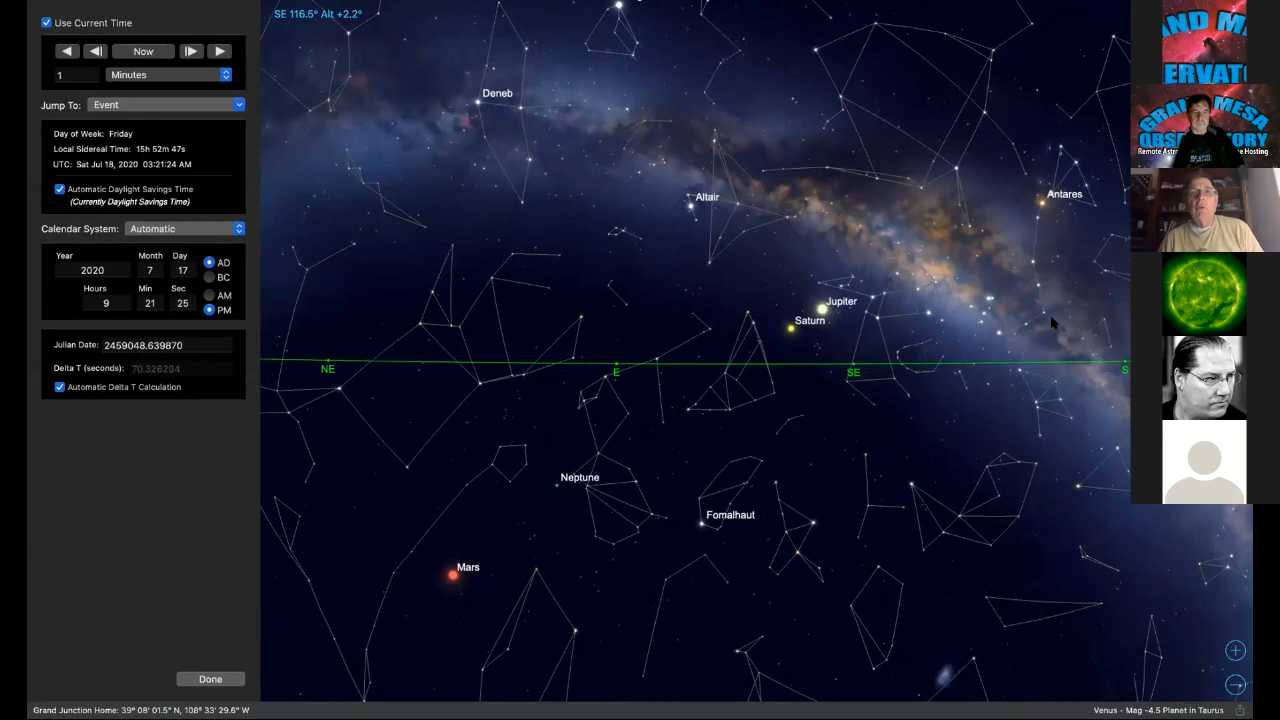 Use Current Time
Now
1 Minutes
Jump To: Event
Day of Week: Friday
Local Sidereal Time: 15h 52m 47s
UTC: Sat Jul 18, 2020 03:21:24 AM
Automatic Daylight Savings Time
(Currently Daylight Savings Time)
Calendar System: Automatic
Year Month Day
2020 7 17 AD
BC
Hours Min Sec
9 21 25 AM
PM
Julian Date: 2459048.639870
Delta T (seconds): 70.326294
Automatic Delta T Calculation
Done
SE 116.5° Alt +2.2°
Deneb
Altair
Antares
Jupiter
Saturn
NE
E
SE
S
Neptune
Fomalhaut
Mars
AND M
ERVAT
GRAND MESA
OBSERVATORY
Grand Junction Home: 39° 08' 01.5" N, 108° 33' 29.6" W
Venus - Mag -4.5 Planet in Taurus